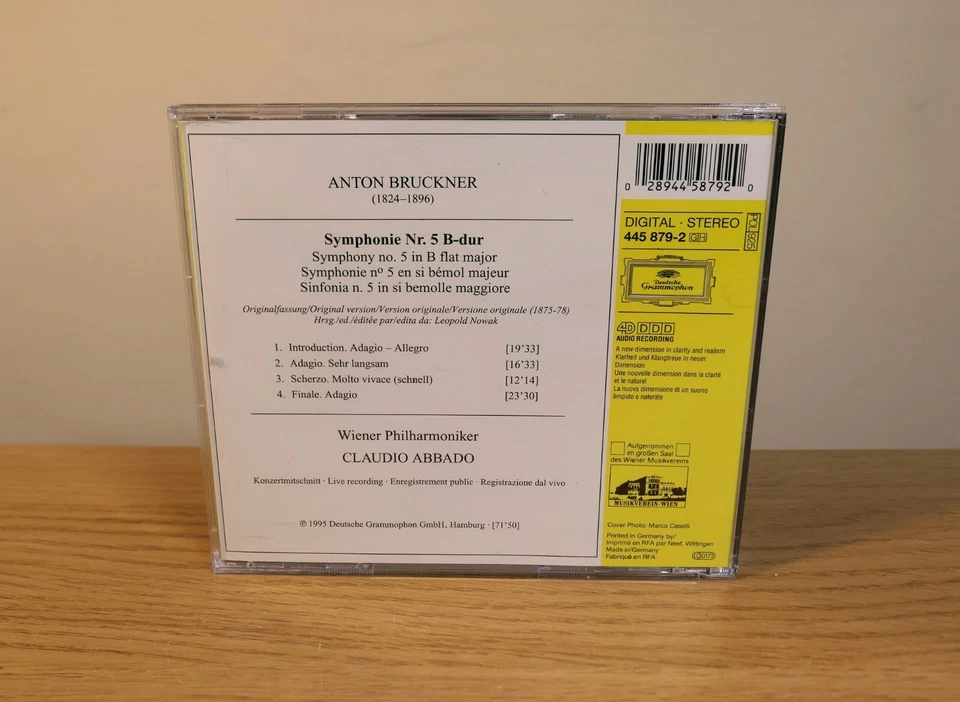 ANTON BRUCKNER
(1824–1896)
Symphonie Nr. 5 B-dur
Symphony no. 5 in B flat major
Symphonie nº 5 en si bémol majeur
Sinfonia n. 5 in si bemolle maggiore
Originalfassung/Original version/Version originale/Versione originale (1875-78)
Hrsg./ed./éditée par/edita da: Leopold Nowak
1. Introduction. Adagio – Allegro [19'33]
2. Adagio. Sehr langsam [16'33]
3. Scherzo. Molto vivace (schnell) [12'14]
4. Finale. Adagio [23'30]
Wiener Philharmoniker
CLAUDIO ABBADO
Konzertmitschnitt · Live recording · Enregistrement public · Registrazione dal vivo
℗ 1995 Deutsche Grammophon GmbH, Hamburg · [71'50]
0 28944 58792 0
DIGITAL · STEREO
445 879-2 GH
Deutsche
Grammophon
4D DDD
AUDIO RECORDING
A new dimension in clarity and realism
Klarheit und Klangtreue in neuer
Dimension
Une nouvelle dimension dans la clarté
et le naturel
La nuova dimensione di un suono
limpido e naturale
Aufgenommen
im großen Saal
des Wiener Musikvereins
MUSIKVEREIN·WIEN
Cover Photo: Marco Caselli
Printed in Germany by/
Imprimé en RFA par Neef, Wittingen
Made in Germany
Fabriqué en RFA